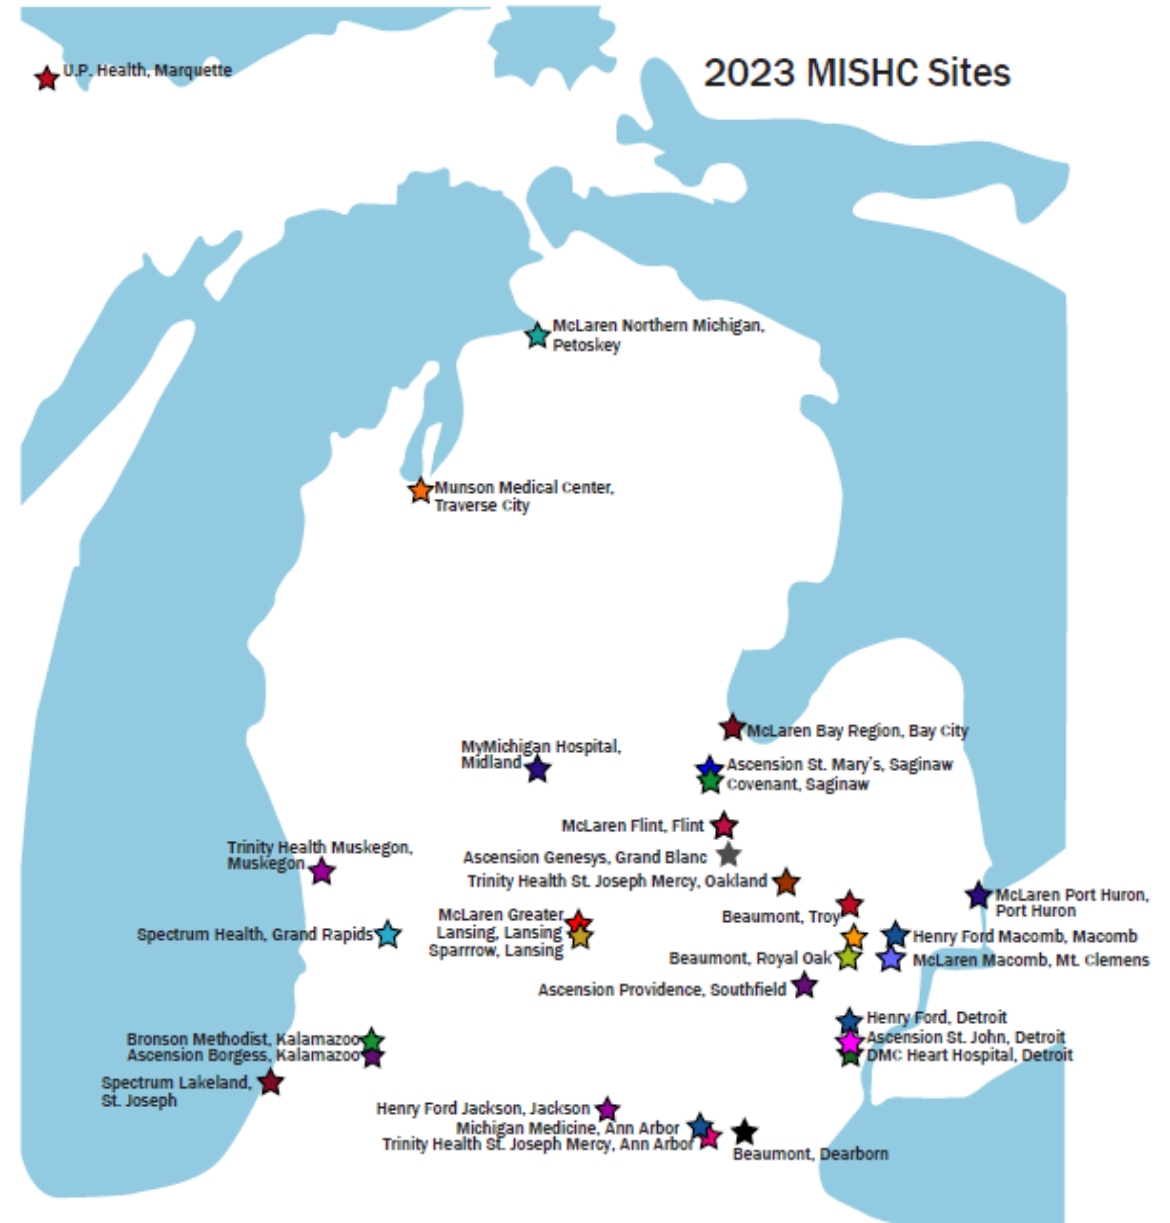 2023 MISHC Sites
U.P. Health, Marquette
McLaren Northern Michigan,
Petoskey
Munson Medical Center,
Traverse City
McLaren Bay Region, Bay City
MyMichigan Hospital,
Midland
Ascension St. Mary's, Saginaw
Covenant, Saginaw
McLaren Flint, Flint
Trinity Health Muskegon,
Muskegon
Ascension Genesys, Grand Blanc
Trinity Health St. Joseph Mercy, Oakland
McLaren Port Huron,
Port Huron
Beaumont, Troy
McLaren Greater
Lansing, Lansing
Sparrrow, Lansing
Spectrum Health, Grand Rapids
Henry Ford Macomb, Macomb
Beaumont, Royal Oak
McLaren Macomb, Mt. Clemens
Ascension Providence, Southfield
Henry Ford, Detroit
Ascension St. John, Detroit
DMC Heart Hospital, Detroit
Bronson Methodist, Kalamazoo
Ascension Borgess, Kalamazoo
Spectrum Lakeland,
St. Joseph
Henry Ford Jackson, Jackson
Michigan Medicine, Ann Arbor
Trinity Health St. Joseph Mercy, Ann Arbor
Beaumont, Dearborn